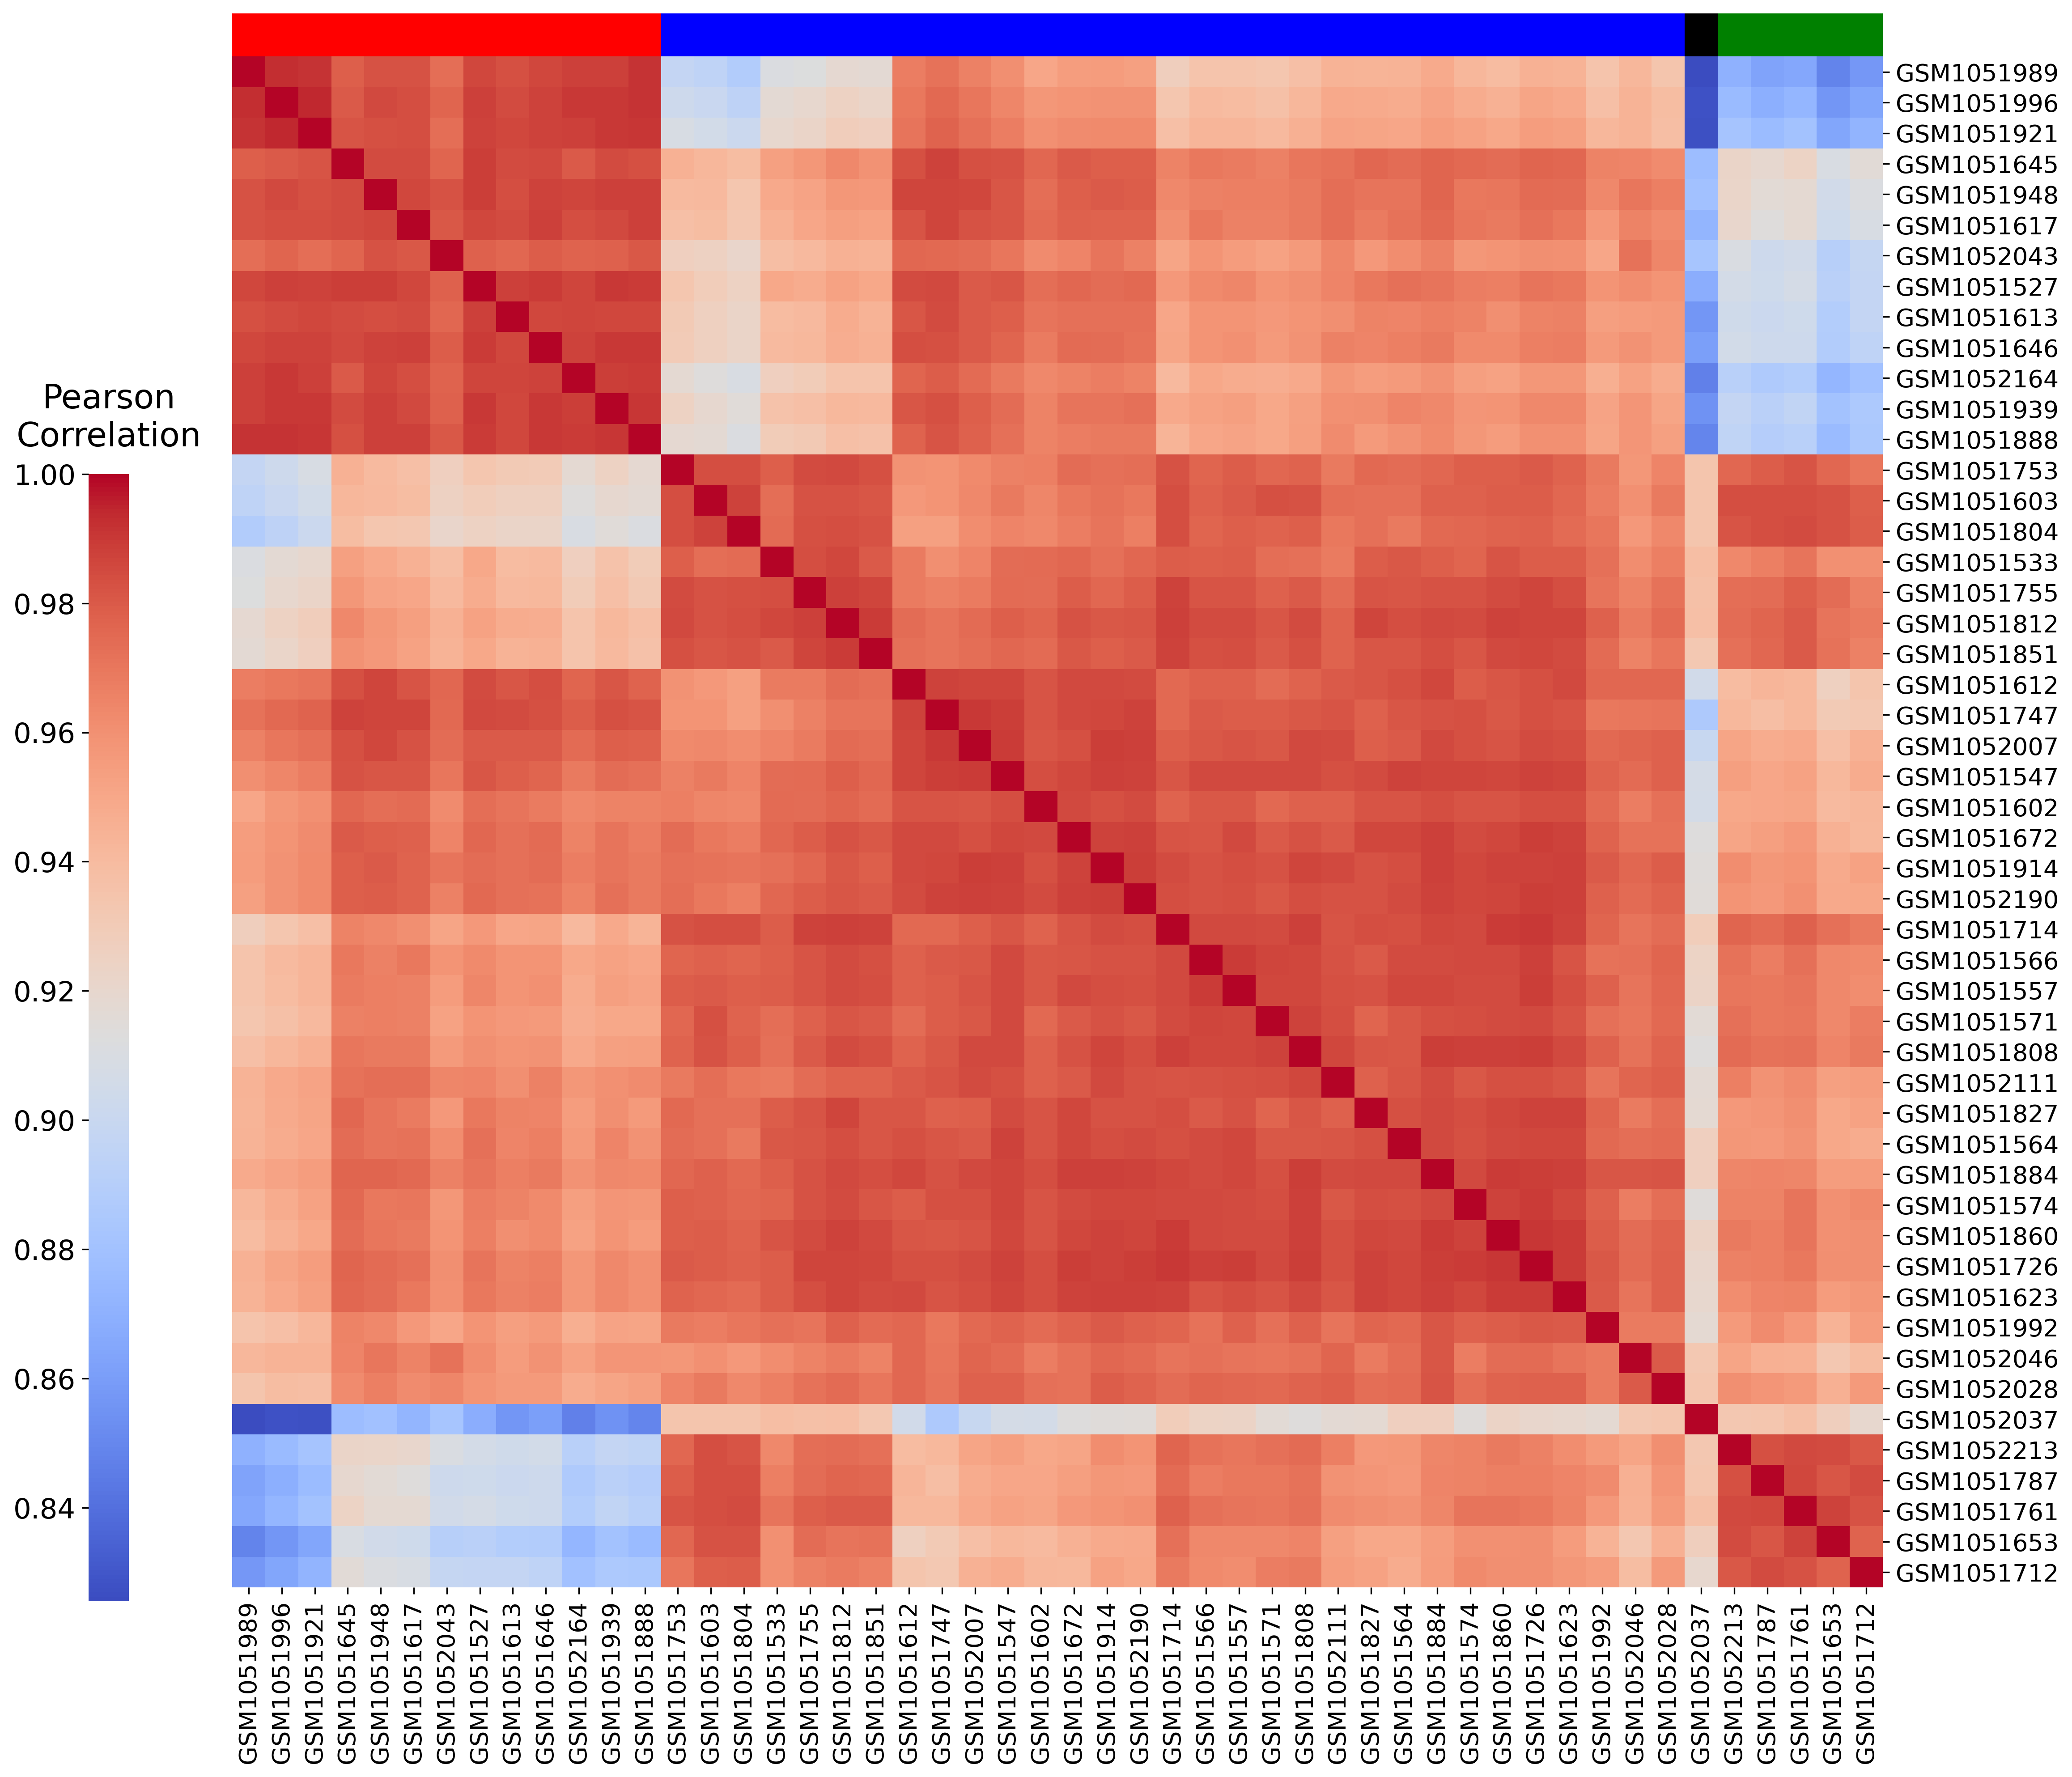 Pearson
Correlation
1.00
0.98
0.96
0.94
0.92
0.90
0.88
0.86
0.84
GSM1051989
GSM1051996
GSM1051921
GSM1051645
GSM1051948
GSM1051617
GSM1052043
GSM1051527
GSM1051613
GSM1051646
GSM1052164
GSM1051939
GSM1051888
GSM1051753
GSM1051603
GSM1051804
GSM1051533
GSM1051755
GSM1051812
GSM1051851
GSM1051612
GSM1051747
GSM1052007
GSM1051547
GSM1051602
GSM1051672
GSM1051914
GSM1052190
GSM1051714
GSM1051566
GSM1051557
GSM1051571
GSM1051808
GSM1052111
GSM1051827
GSM1051564
GSM1051884
GSM1051574
GSM1051860
GSM1051726
GSM1051623
GSM1051992
GSM1052046
GSM1052028
GSM1052037
GSM1052213
GSM1051787
GSM1051761
GSM1051653
GSM1051712
GSM1051989
GSM1051996
GSM1051921
GSM1051645
GSM1051948
GSM1051617
GSM1052043
GSM1051527
GSM1051613
GSM1051646
GSM1052164
GSM1051939
GSM1051888
GSM1051753
GSM1051603
GSM1051804
GSM1051533
GSM1051755
GSM1051812
GSM1051851
GSM1051612
GSM1051747
GSM1052007
GSM1051547
GSM1051602
GSM1051672
GSM1051914
GSM1052190
GSM1051714
GSM1051566
GSM1051557
GSM1051571
GSM1051808
GSM1052111
GSM1051827
GSM1051564
GSM1051884
GSM1051574
GSM1051860
GSM1051726
GSM1051623
GSM1051992
GSM1052046
GSM1052028
GSM1052037
GSM1052213
GSM1051787
GSM1051761
GSM1051653
GSM1051712